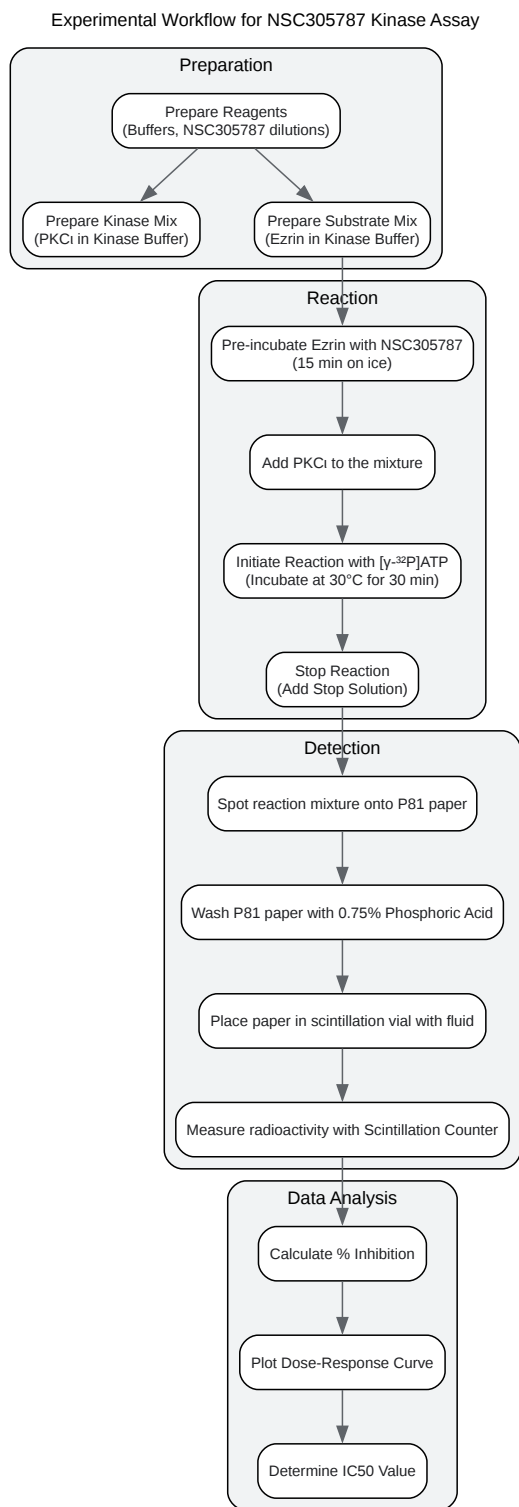 Experimental Workflow for NSC305787 Kinase Assay
Preparation
Prepare Reagents
(Buffers, NSC305787 dilutions)
Prepare Kinase Mix
(PKCι in Kinase Buffer)
Prepare Substrate Mix
(Ezrin in Kinase Buffer)
Reaction
Pre-incubate Ezrin with NSC305787
(15 min on ice)
Add PKCι to the mixture
Initiate Reaction with [γ-³²P]ATP
(Incubate at 30°C for 30 min)
Stop Reaction
(Add Stop Solution)
Detection
Spot reaction mixture onto P81 paper
Wash P81 paper with 0.75% Phosphoric Acid
Place paper in scintillation vial with fluid
Measure radioactivity with Scintillation Counter
Data Analysis
Calculate % Inhibition
Plot Dose-Response Curve
Determine IC50 Value